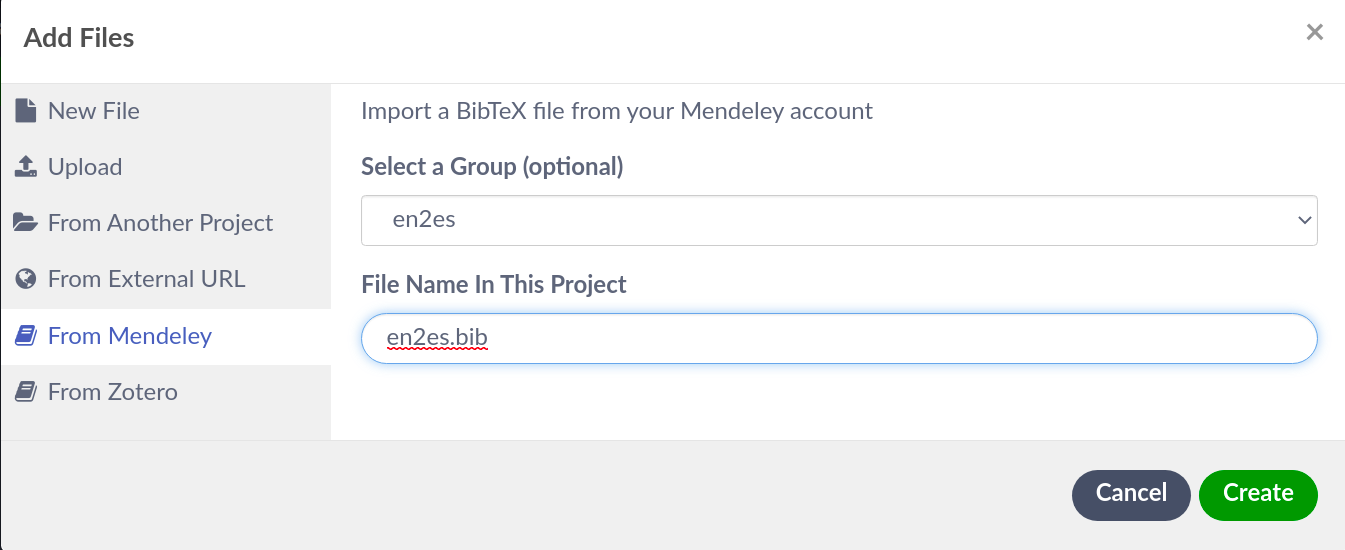 Add Files
×
New File
Upload
From Another Project
From External URL
From Mendeley
From Zotero
Import a BibTeX file from your Mendeley account
Select a Group (optional)
en2es
File Name In This Project
en2es.bib
Cancel
Create